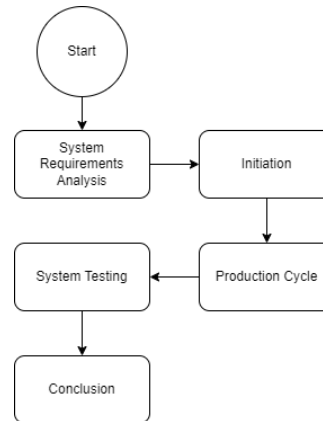 Start
System
Requirements
Analysis
Initiation
System Testing
Production Cycle
Conclusion